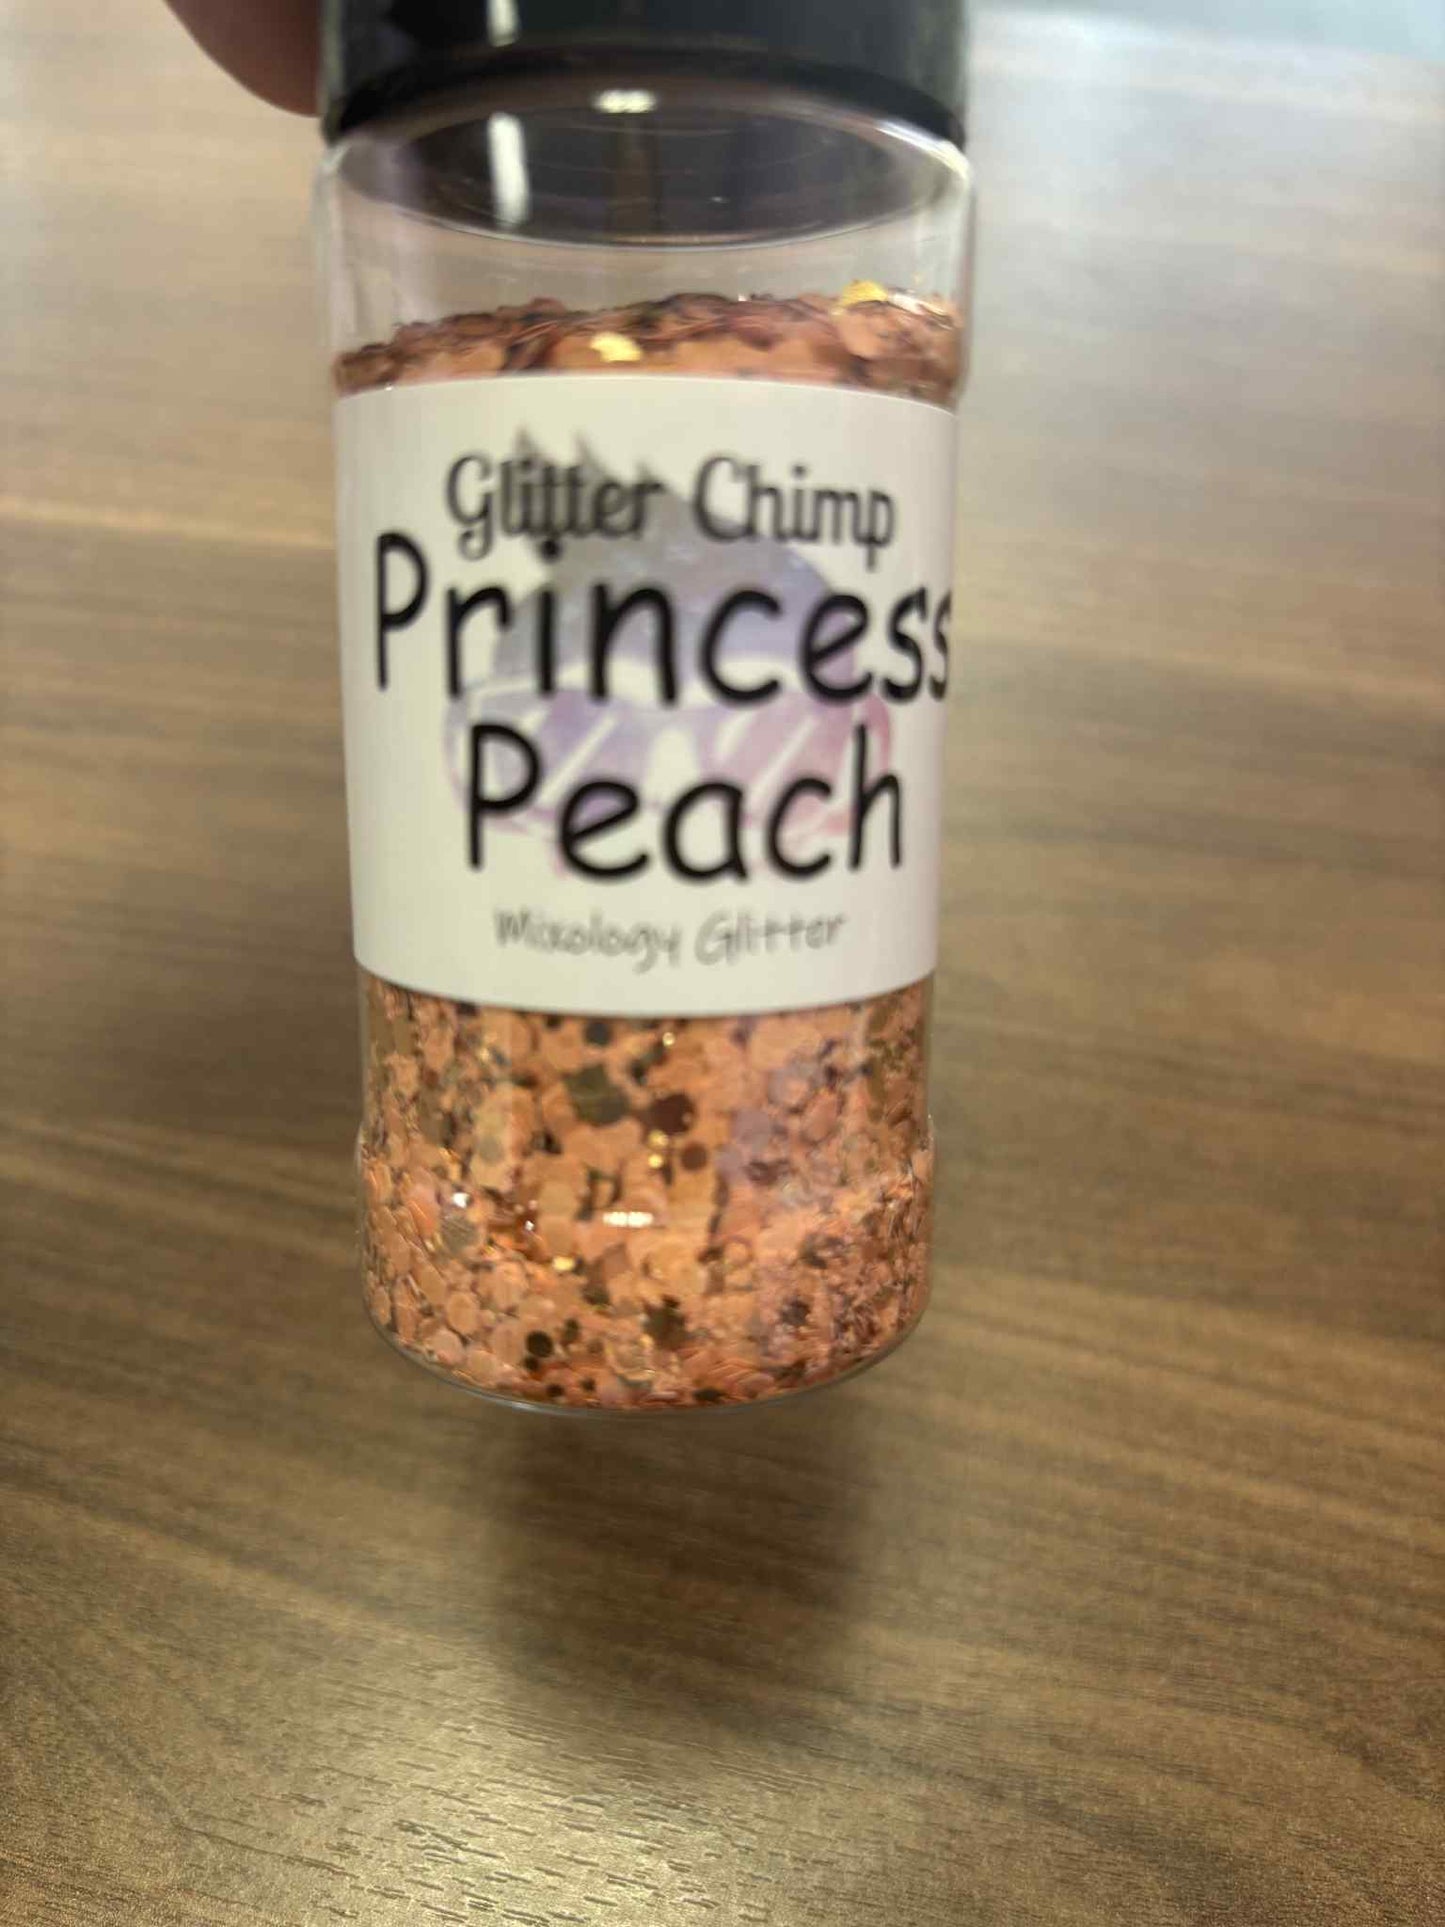 Glitter Chimp
Princess
Peach
Mixology Glitter